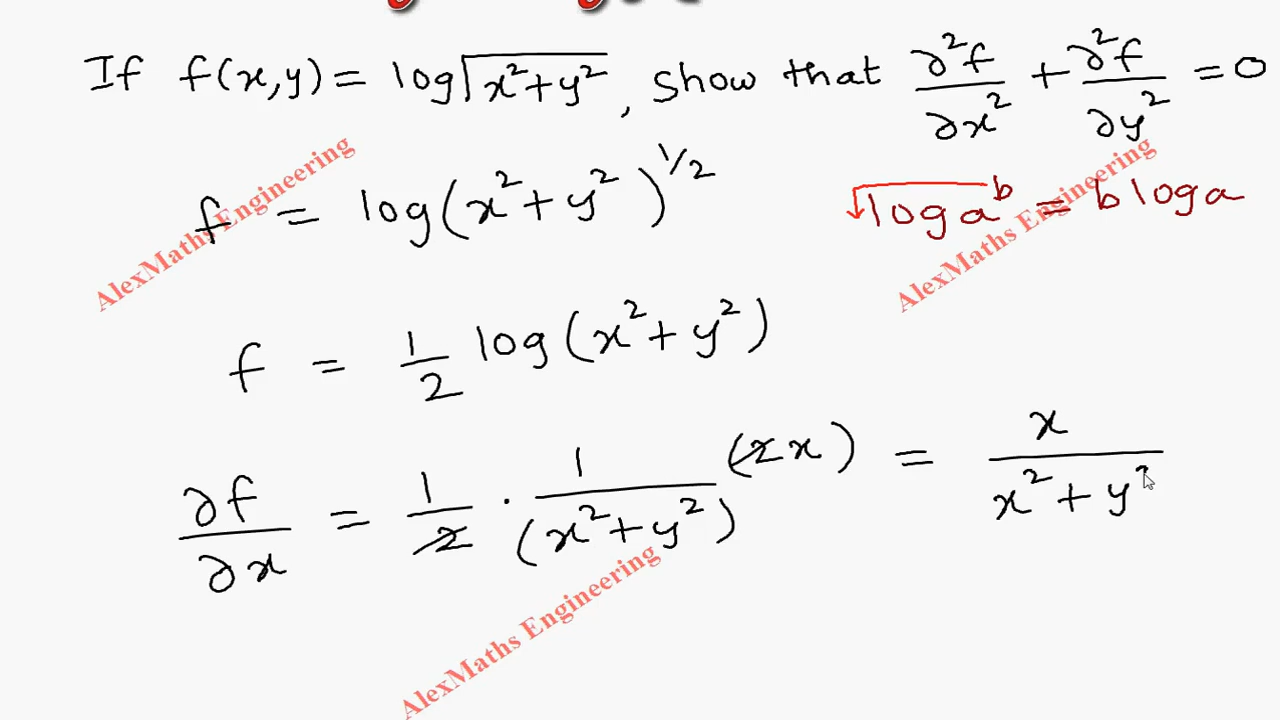 If f(x,y) = log√(x²+y²), show that ∂²f/∂x² + ∂²f/∂y² = 0
f = log(x²+y²)^1/2
log a^b = b log a
AlexMaths Engineering
AlexMaths Engineering
f = 1/2 log(x²+y²)
∂f/∂x = 1/2 · 1/(x²+y²) (2x) = x/(x²+y²)
AlexMaths Engineering